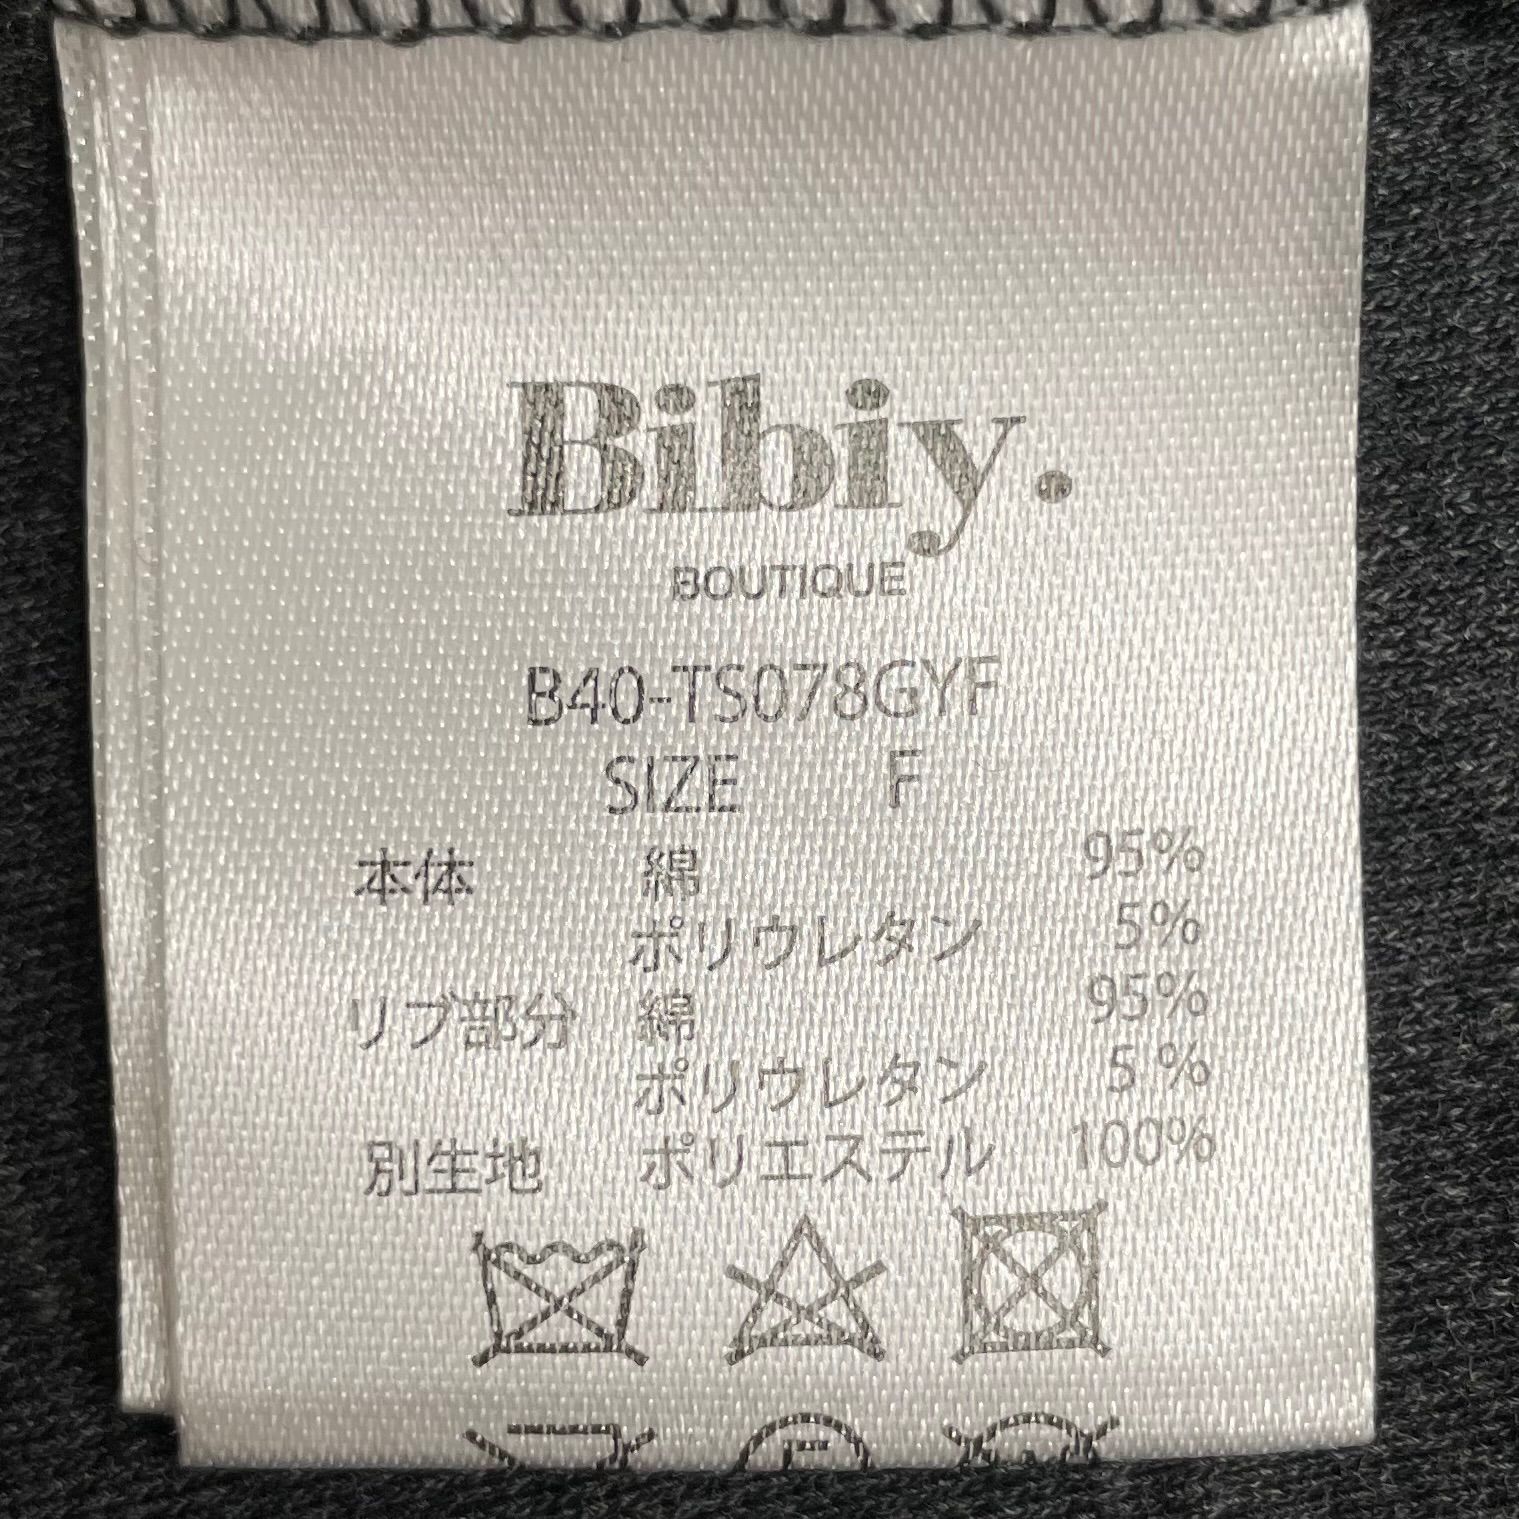 Bibiy.
BOUTIQUE
B40-TS078GYF
SIZE F
本体 綿 95%
ポリウレタン 5%
リブ部分 綿 95%
ポリウレタン 5%
別生地 ポリエステル 100%